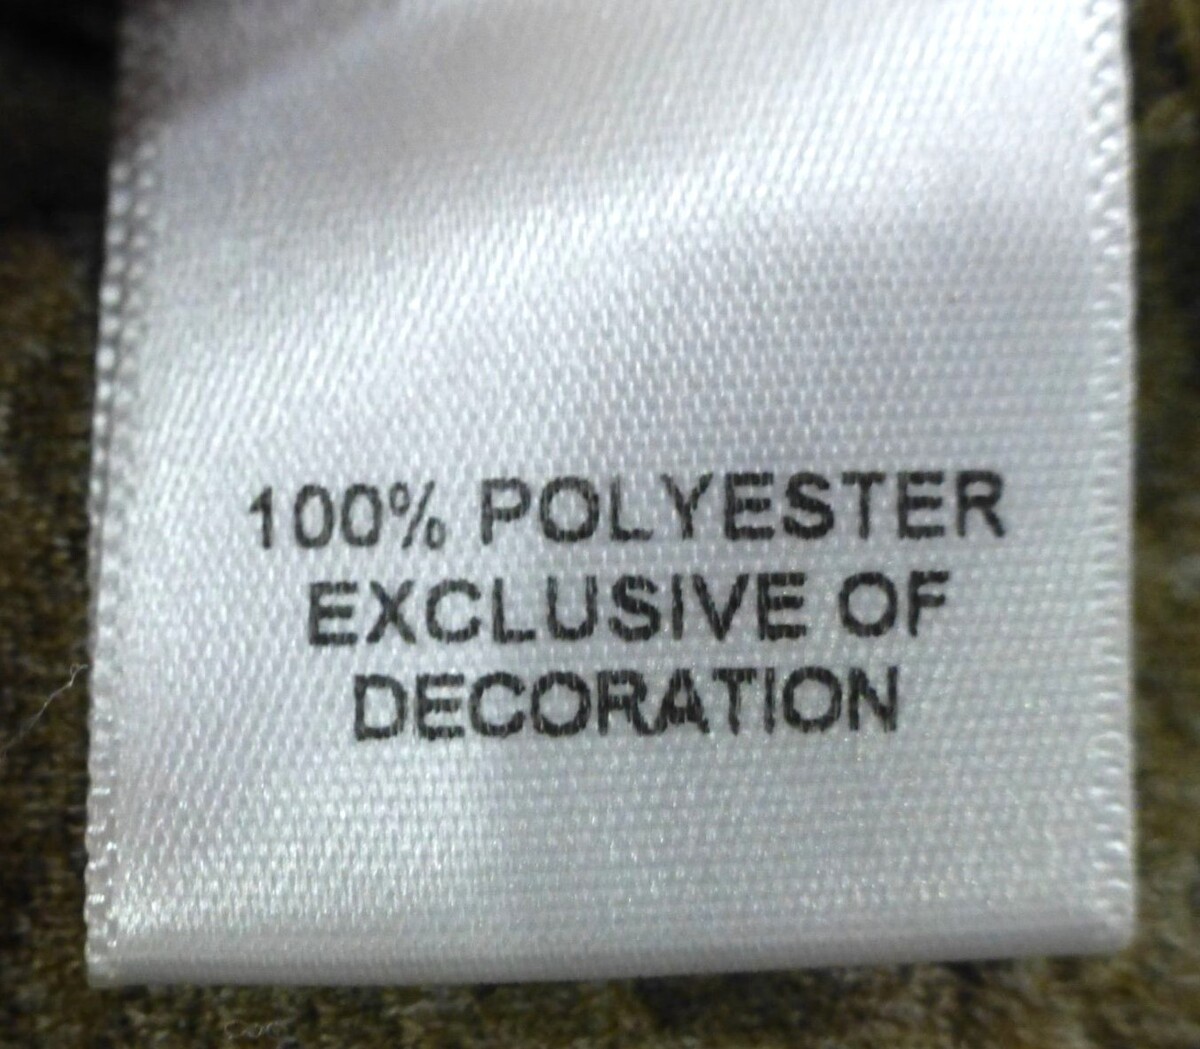 100% POLYESTER
EXCLUSIVE OF
DECORATION